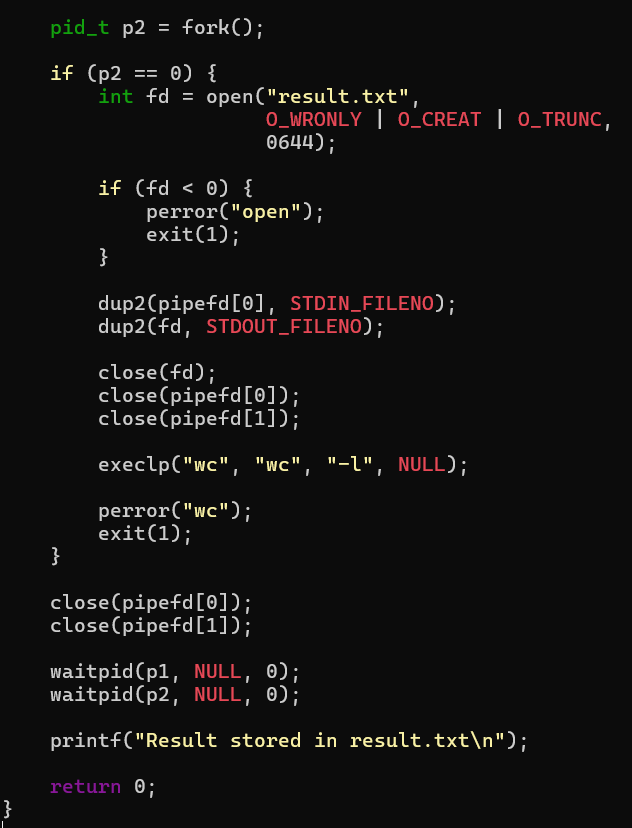 pid_t p2 = fork();

    if (p2 == 0) {
        int fd = open("result.txt",
                      O_WRONLY | O_CREAT | O_TRUNC,
                      0644);

        if (fd < 0) {
            perror("open");
            exit(1);
        }

        dup2(pipefd[0], STDIN_FILENO);
        dup2(fd, STDOUT_FILENO);

        close(fd);
        close(pipefd[0]);
        close(pipefd[1]);

        execlp("wc", "wc", "-l", NULL);

        perror("wc");
        exit(1);
    }

    close(pipefd[0]);
    close(pipefd[1]);

    waitpid(p1, NULL, 0);
    waitpid(p2, NULL, 0);

    printf("Result stored in result.txt\n");

    return 0;
}